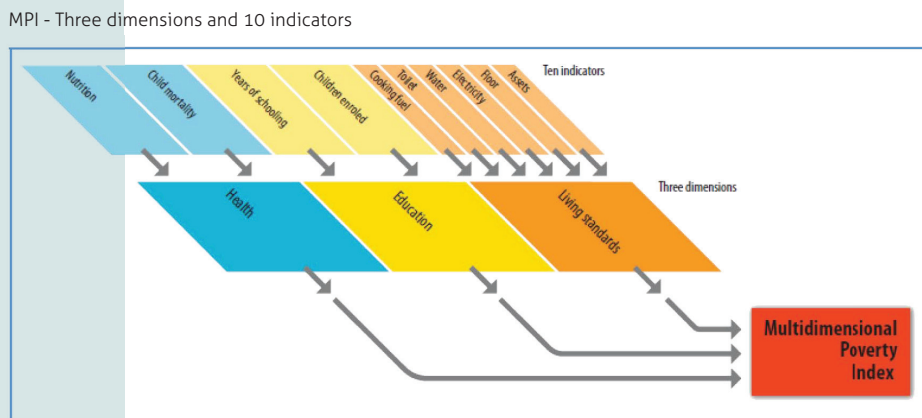 MPI - Three dimensions and 10 indicators
Nutrition
Child mortality
Years of schooling
Children enroled
Cooking fuel
Toilet
Water
Electricity
Floor
Assets
Ten indicators
Three dimensions
Health
Education
Living standards
Multidimensional
Poverty
Index